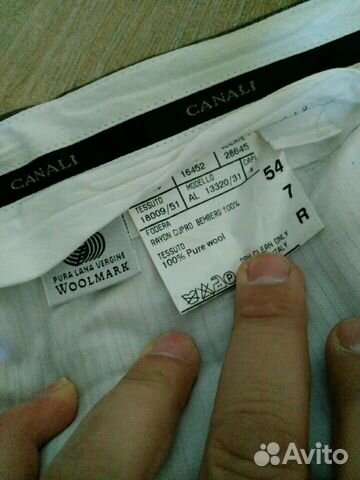 CANALI
CANALI
16452 28645
TESSUTO MODELLO
18009/51 AL 13320/31
FODERA
RAYON CUPRO BEMBERG 100%
TESSUTO
100% Pure wool
54
7
R
DRY CLEAN ONLY
PURA LANA VERGINE
WOOLMARK
Avito